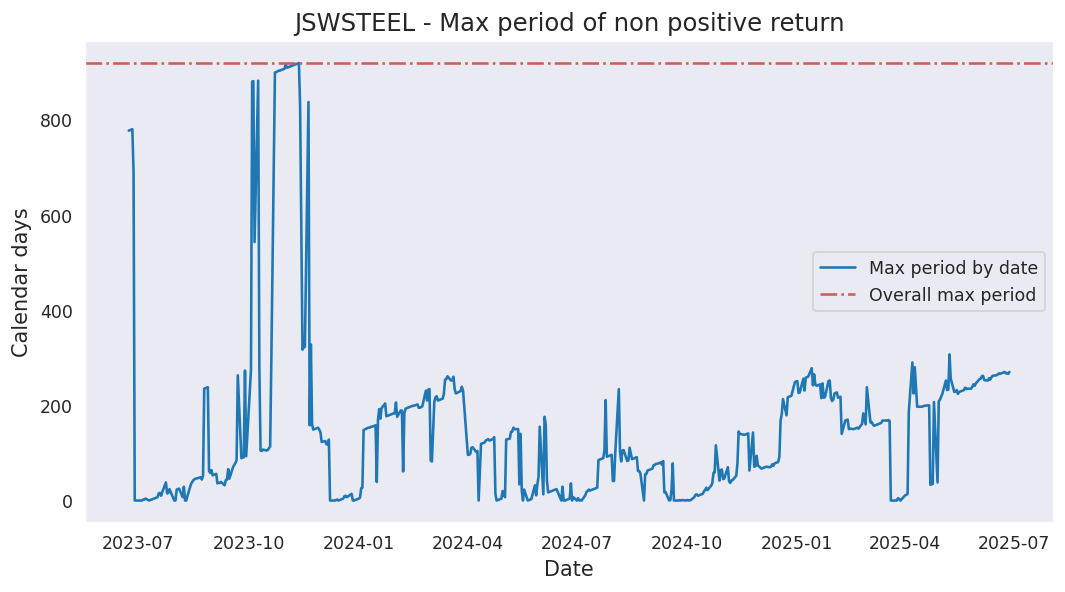 JSWSTEEL - Max period of non positive return
Calendar days
800
600
400
200
0
Max period by date
Overall max period
2023-07
2023-10
2024-01
2024-04
2024-07
2024-10
2025-01
2025-04
2025-07
Date